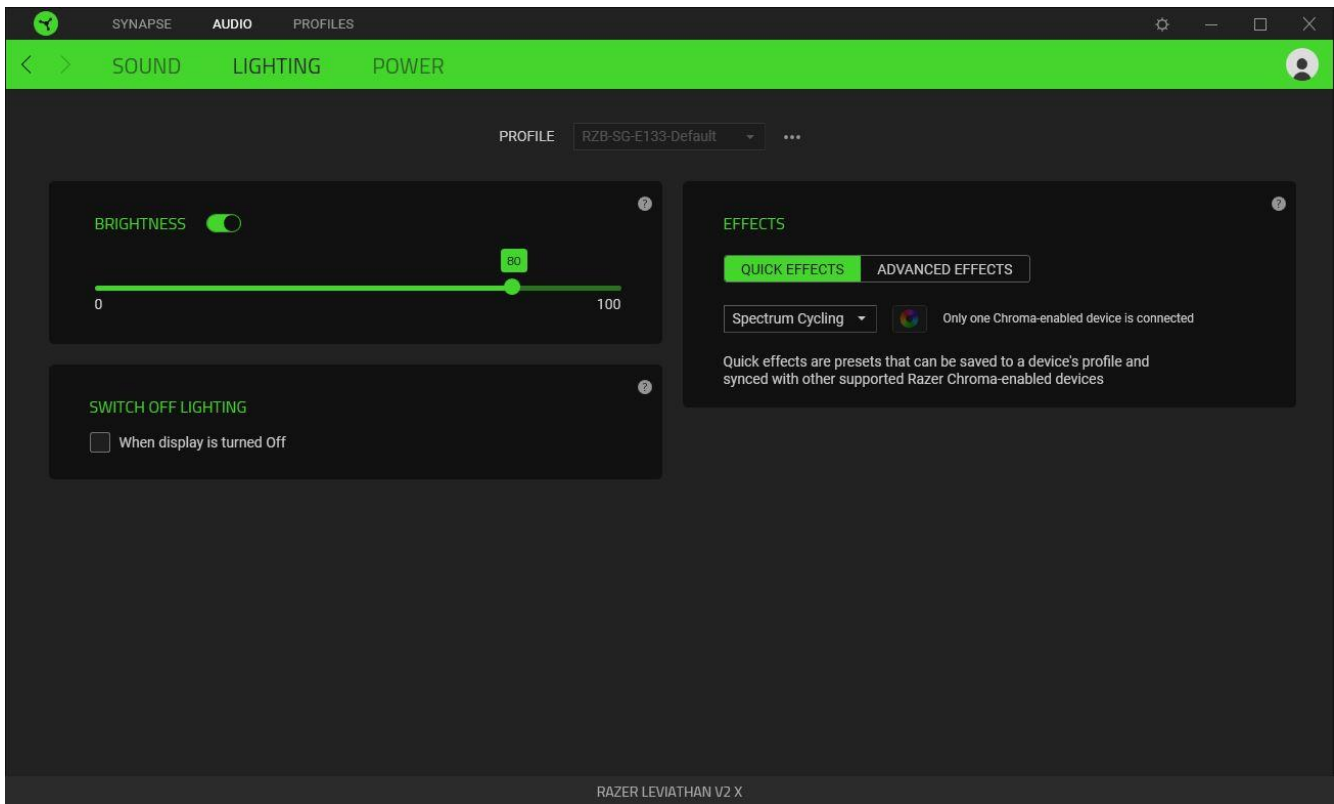 SYNAPSE AUDIO PROFILES
SOUND LIGHTING POWER
PROFILE RZB-SG-E133-Default
BRIGHTNESS
80
0 100
SWITCH OFF LIGHTING
When display is turned Off
EFFECTS
QUICK EFFECTS ADVANCED EFFECTS
Spectrum Cycling Only one Chroma-enabled device is connected
Quick effects are presets that can be saved to a device's profile and
synced with other supported Razer Chroma-enabled devices
RAZER LEVIATHAN V2 X